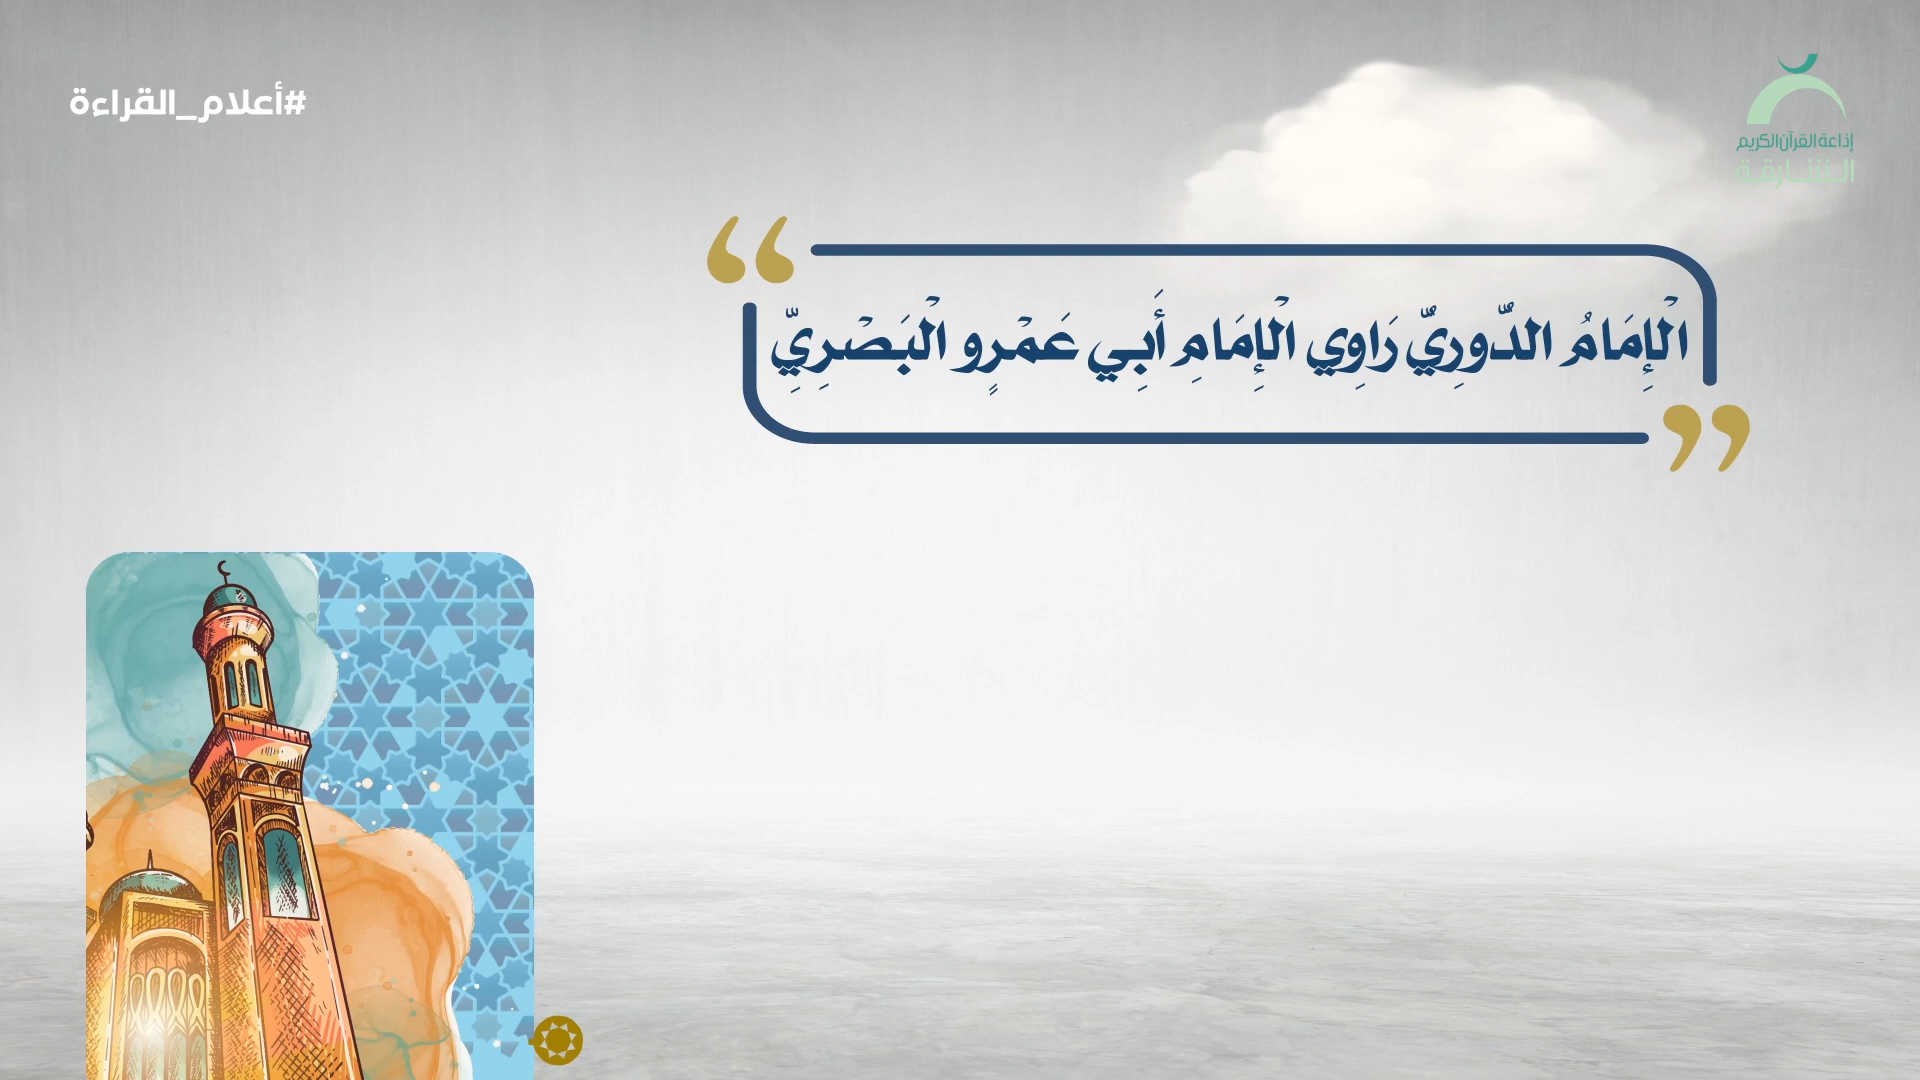 #أعلام_القراءة
إذاعة القرآن الكريم
الشارقة
الْإِمَامُ الدُّورِيُّ رَاوِي الْإِمَامِ أَبِي عَمْرٍو الْبَصْرِيِّ